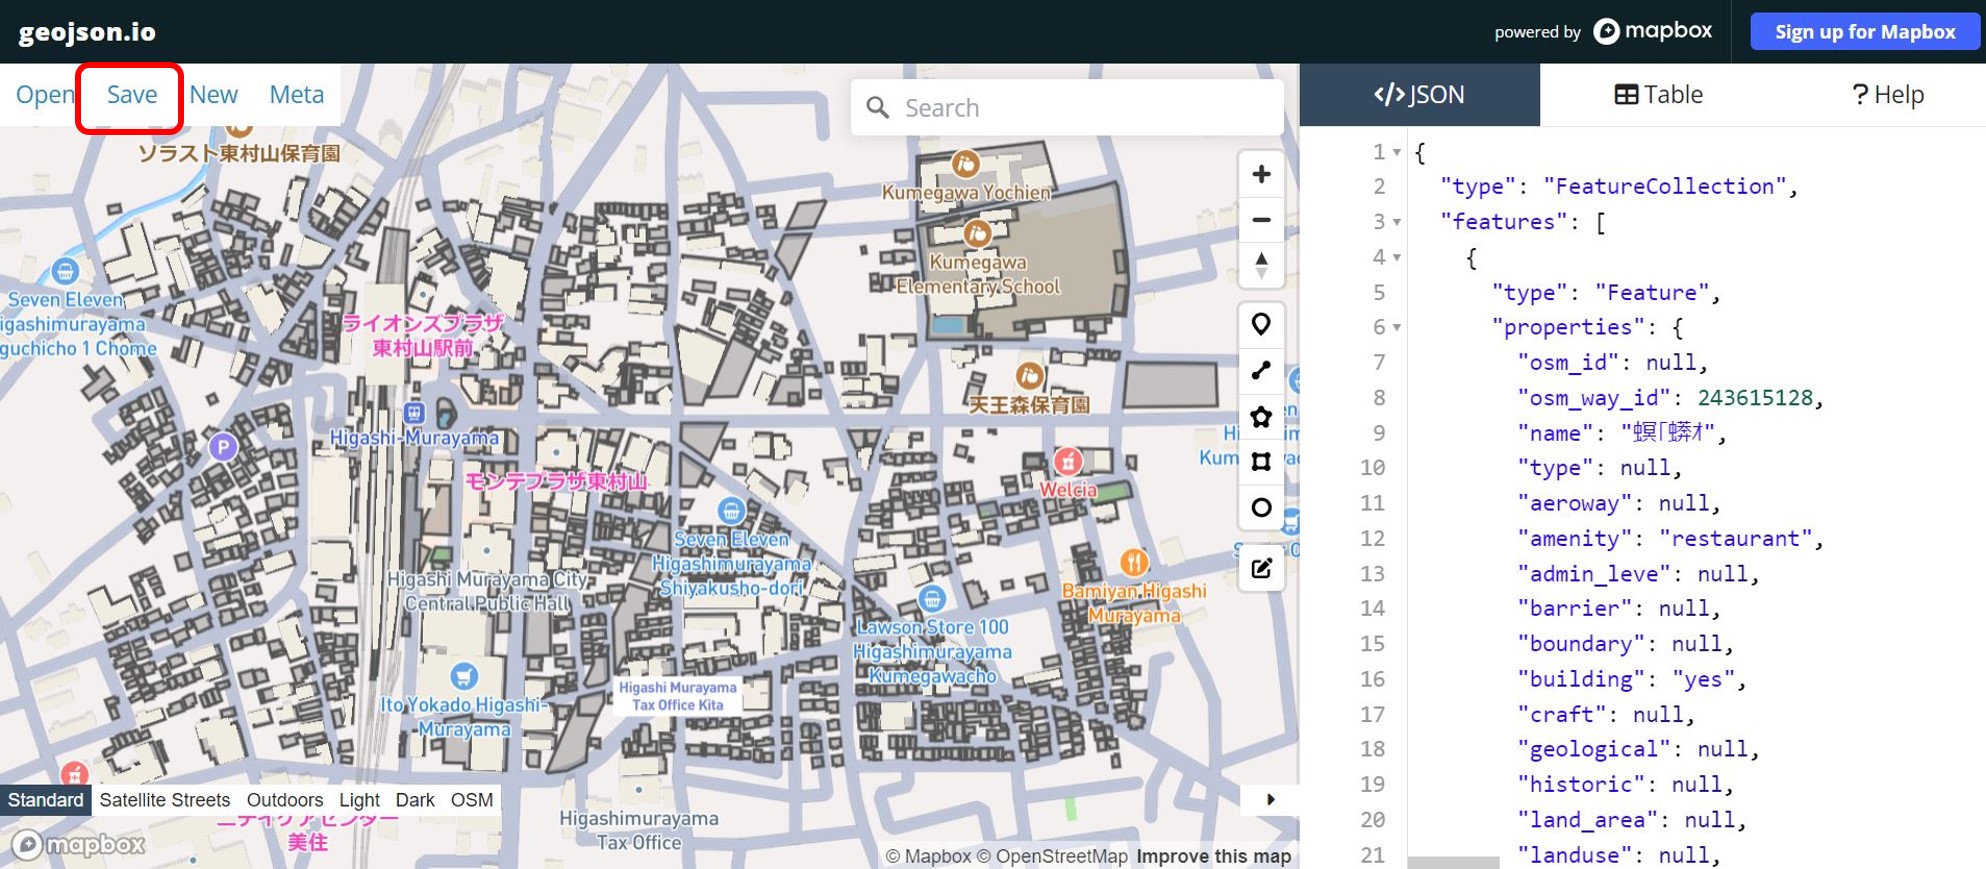 geojson.io
powered by mapbox
Sign up for Mapbox
Open Save New Meta
Search
</>JSON
Table
? Help
ソラスト東村山保育園
Kumegawa Yochien
Kumegawa
Elementary School
Seven Eleven
igashimurayama
guchicho 1 Chome
ライオンズプラザ
東村山駅前
天王森保育園
Higashi-Murayama
P
モンテプラザ東村山
Welcia
Seven Eleven
Higashimurayama
Shiyakusho-dori
Higashi Murayama City
Central Public Hall
Bamiyan Higashi
Murayama
Lawson Store 100
Higashimurayama
Kumegawacho
Higashi Murayama
Tax Office Kita
Ito Yokado Higashi-
Murayama
Standard Satellite Streets Outdoors Light Dark OSM
美住
Higashimurayama
Tax Office
mapbox
© Mapbox © OpenStreetMap Improve this map
1 {
2 "type": "FeatureCollection",
3 "features": [
4 {
5 "type": "Feature",
6 "properties": {
7 "osm_id": null,
8 "osm_way_id": 243615128,
9 "name":
10 "type": null,
11 "aeroway": null,
12 "amenity": "restaurant",
13 "admin_leve": null,
14 "barrier": null,
15 "boundary": null,
16 "building": "yes",
17 "craft": null,
18 "geological": null,
19 "historic": null,
20 "land_area": null,
21 "landuse": null,